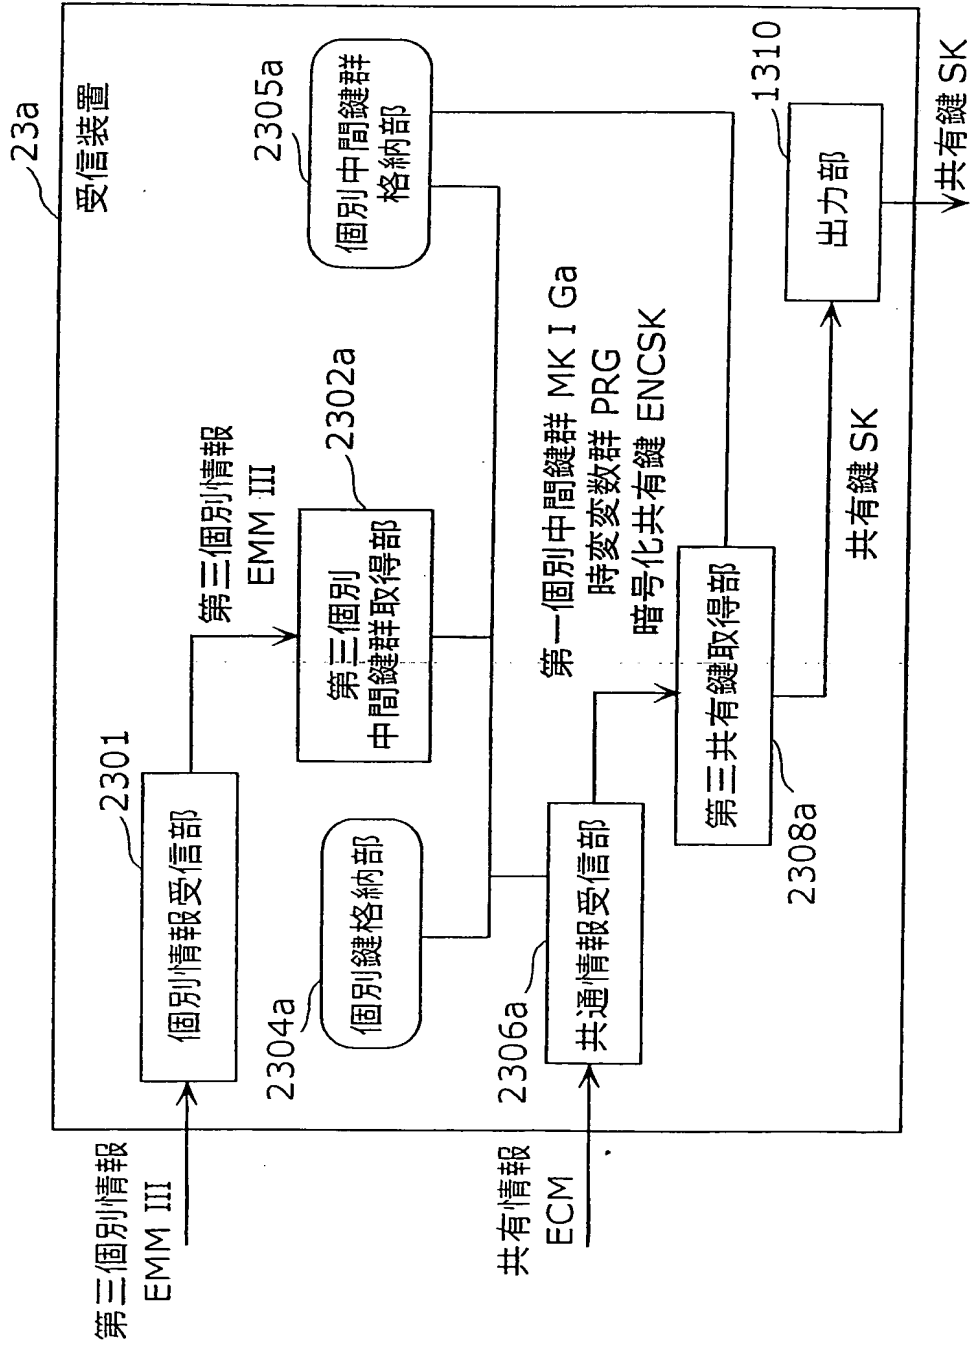 23a
受信装置
第三個別情報
EMM III
2301
個別情報受信部
第三個別情報
EMM III
2302a
第三個別
中間鍵群取得部
2304a
個別鍵格納部
2305a
個別中間鍵群
格納部
共有情報
ECM
2306a
共通情報受信部
第一個別中間鍵群 MK I Ga
時変変数群 PRG
暗号化共有鍵 ENCSK
第三共有鍵取得部
2308a
共有鍵 SK
1310
出力部
共有鍵 SK